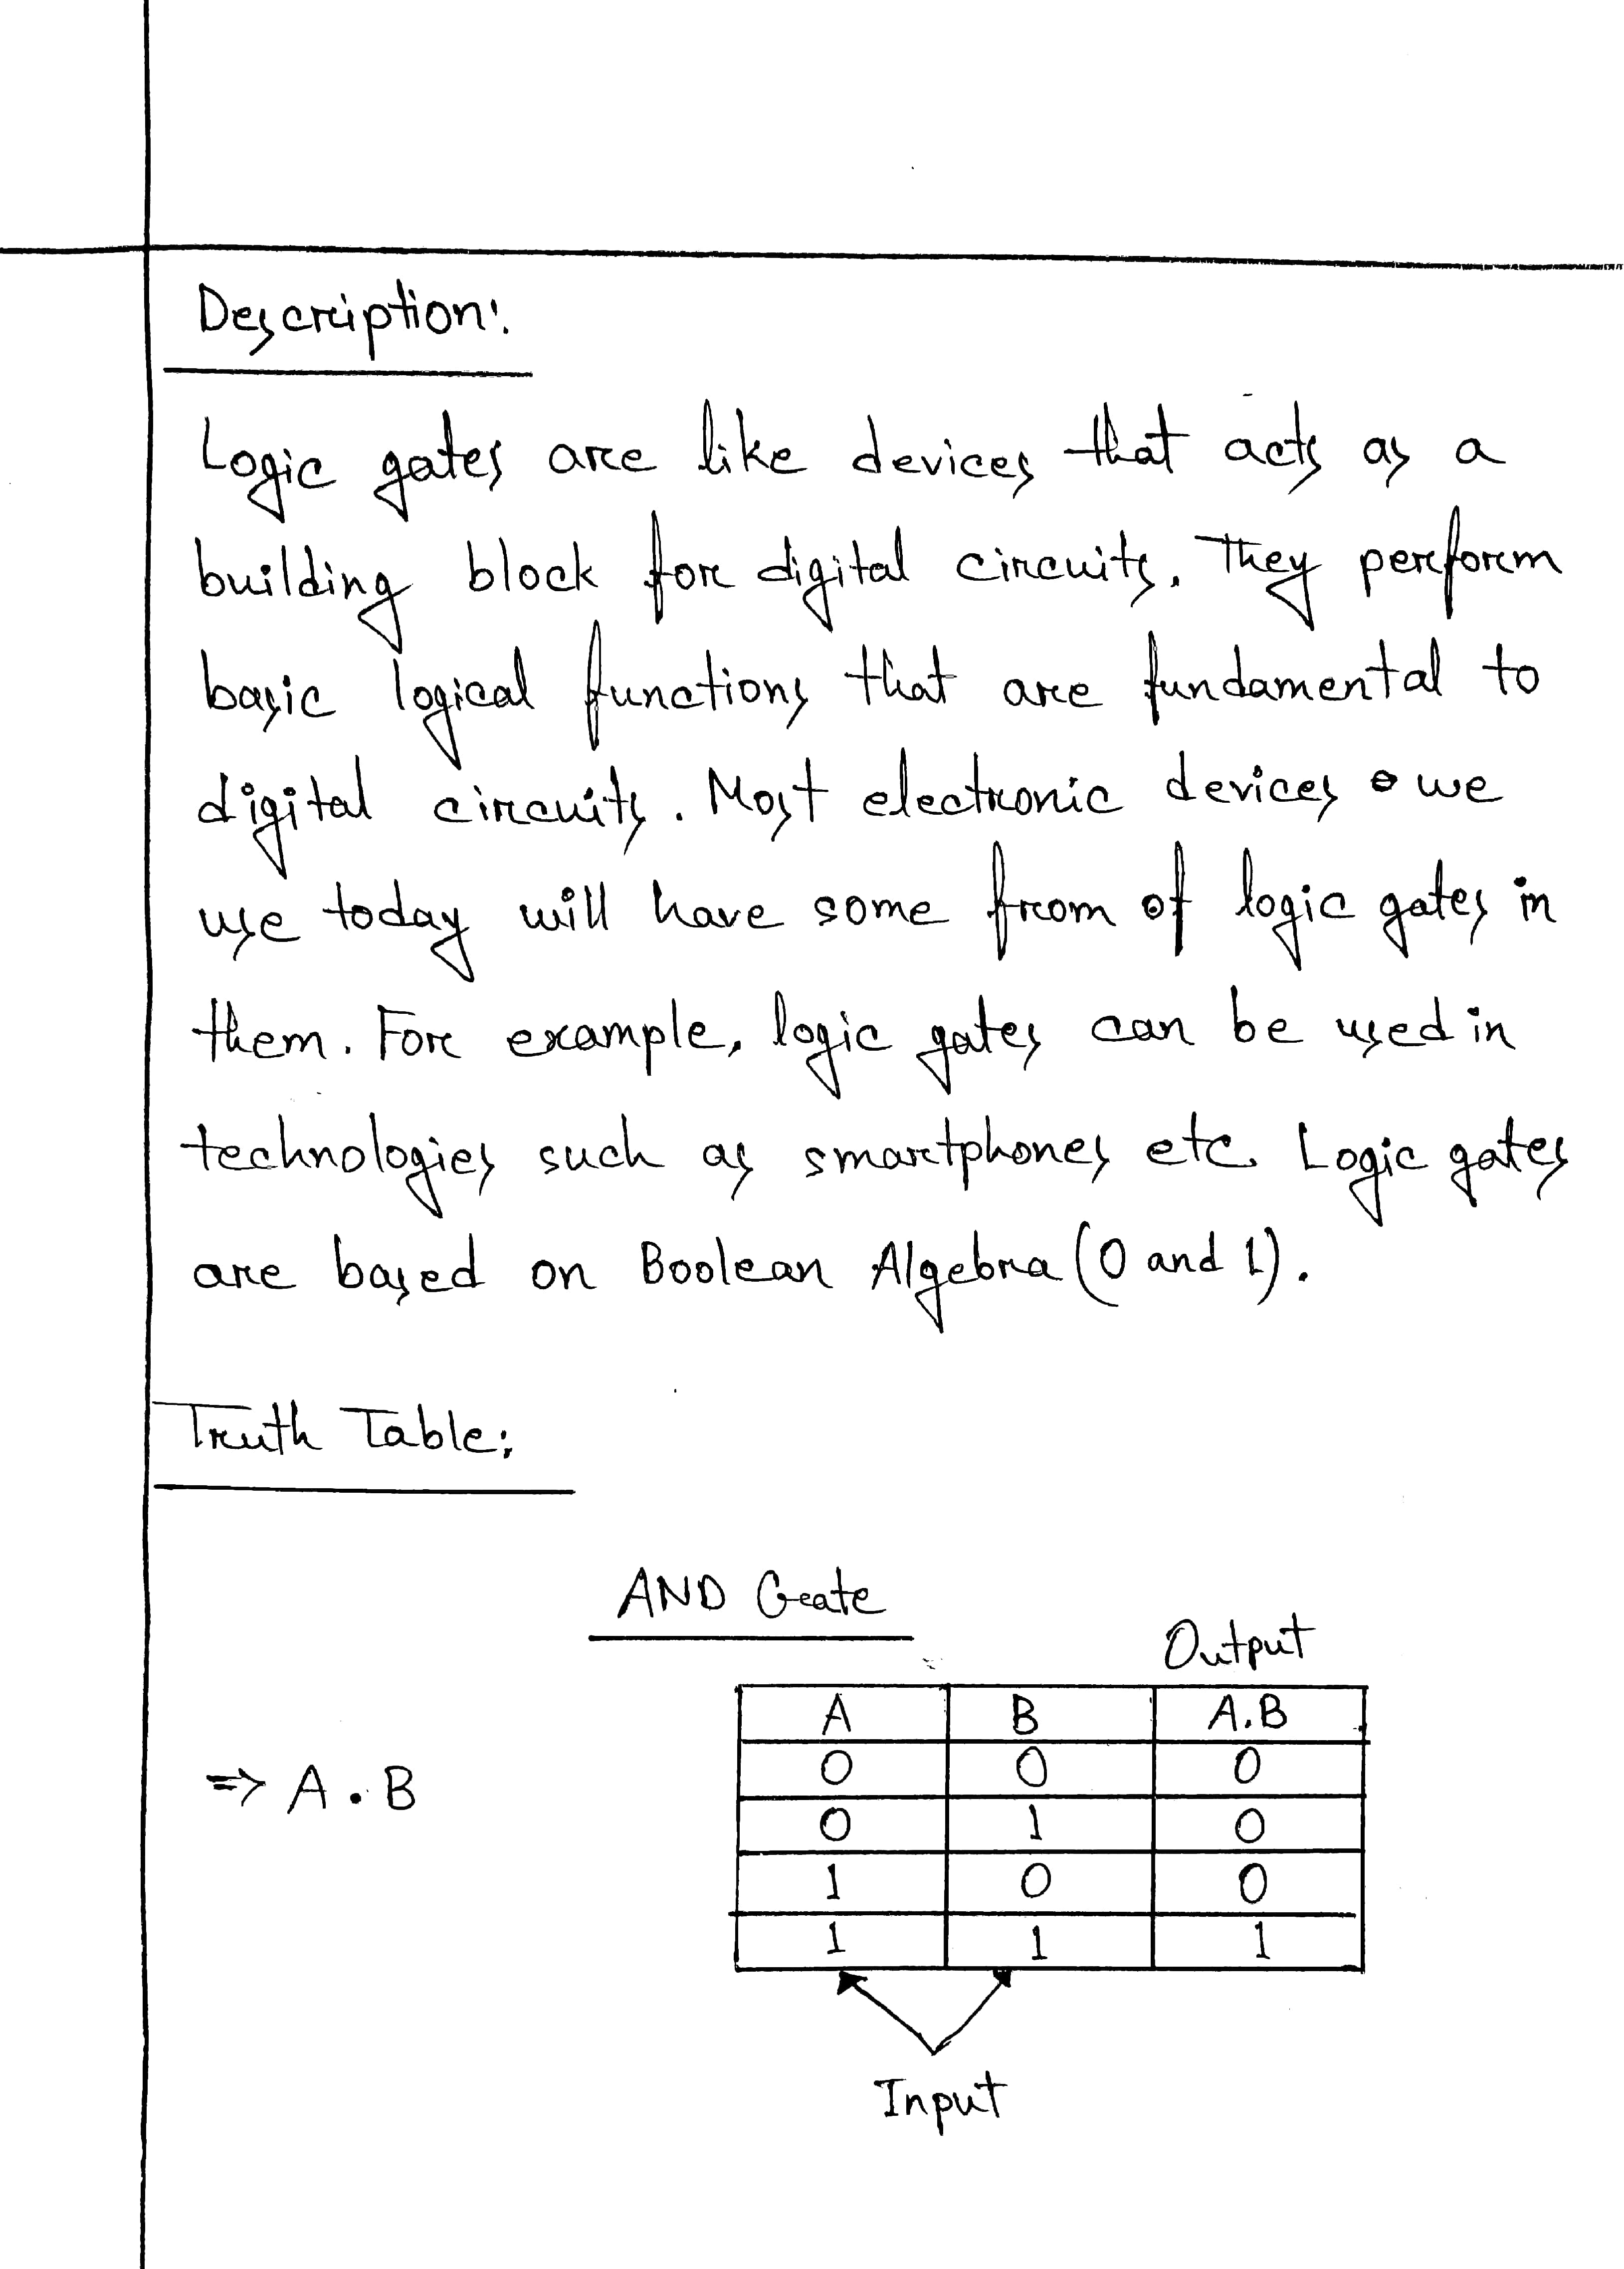 Description:
Logic gates are like devices that acts as a
building block for digital circuits. They perform
basic logical functions that are fundamental to
digital circuits. Most electronic devices we
use today will have some from of logic gates in
them. For example, logic gates can be used in
technologies such as smartphones etc. Logic gates
are based on Boolean Algebra (0 and 1).
Truth Table:
AND Gate
Output
A B A.B
0 0 0
=> A . B
0 1 0
1 0 0
1 1 1
Input